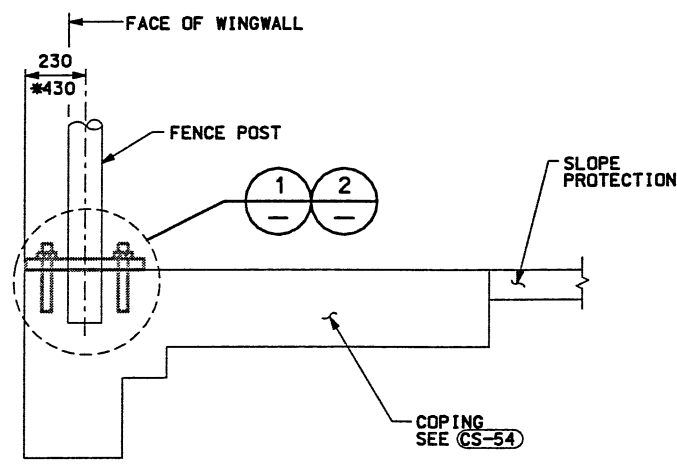 FACE OF WINGWALL
230
*430
FENCE POST
1 2
— —
SLOPE
PROTECTION
COPING
SEE CS-54